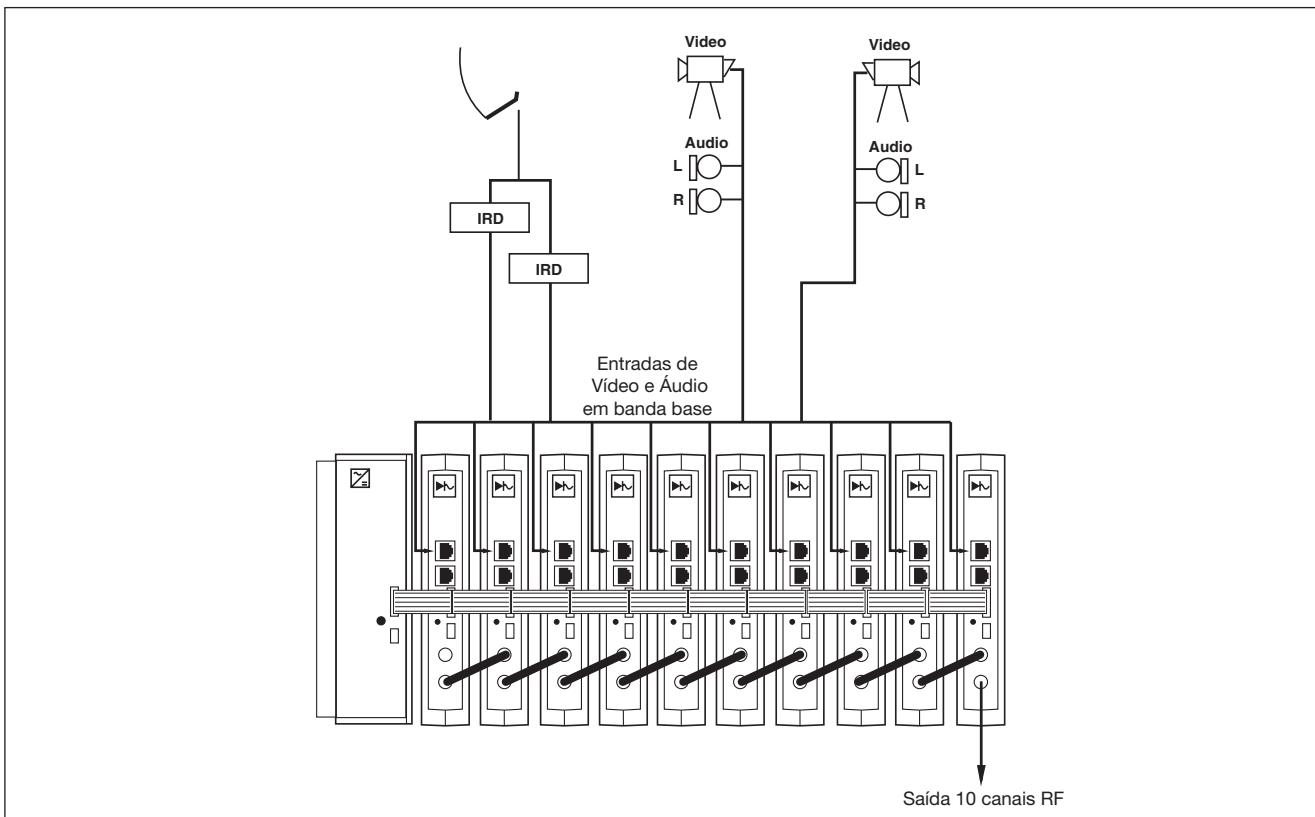 Video
Video
Audio
L
R
Audio
L
R
IRD
IRD
Entradas de
Vídeo e Áudio
em banda base
Saída 10 canais RF